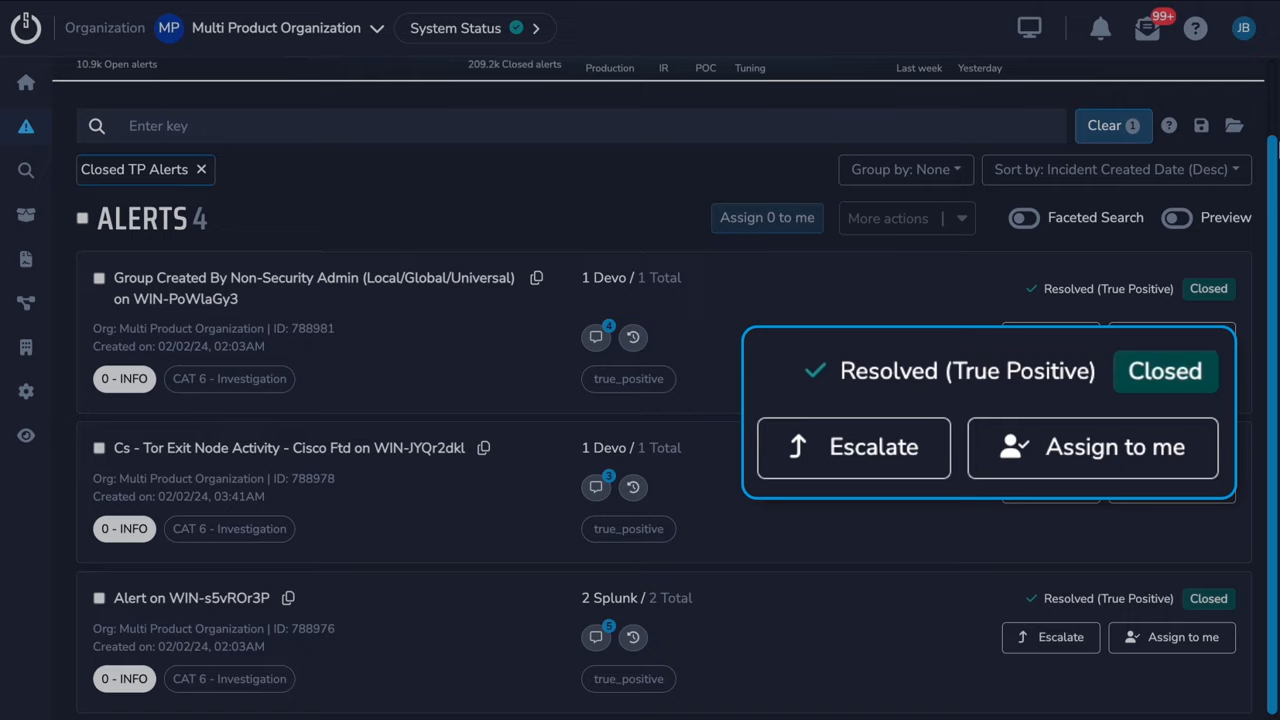 Organization MP Multi Product Organization System Status 99+ ? JB
10.9k Open alerts 209.2k Closed alerts Production IR POC Tuning Last week Yesterday
Enter key Clear 1 ?
Closed TP Alerts ✕ Group by: None Sort by: Incident Created Date (Desc)
ALERTS 4 Assign 0 to me More actions | Faceted Search Preview
Group Created By Non-Security Admin (Local/Global/Universal)
on WIN-PoWlaGy3
1 Devo / 1 Total
Resolved (True Positive) Closed
Org: Multi Product Organization | ID: 788981
Created on: 02/02/24, 02:03AM
4
0 - INFO CAT 6 - Investigation true_positive
Resolved (True Positive) Closed
Escalate Assign to me
Cs - Tor Exit Node Activity - Cisco Ftd on WIN-JYQr2dkl 1 Devo / 1 Total
Org: Multi Product Organization | ID: 788978
Created on: 02/02/24, 03:41AM
3
0 - INFO CAT 6 - Investigation true_positive
Alert on WIN-s5vROr3P 2 Splunk / 2 Total Resolved (True Positive) Closed
Org: Multi Product Organization | ID: 788976
Created on: 02/02/24, 02:03AM
5
Escalate Assign to me
0 - INFO CAT 6 - Investigation true_positive